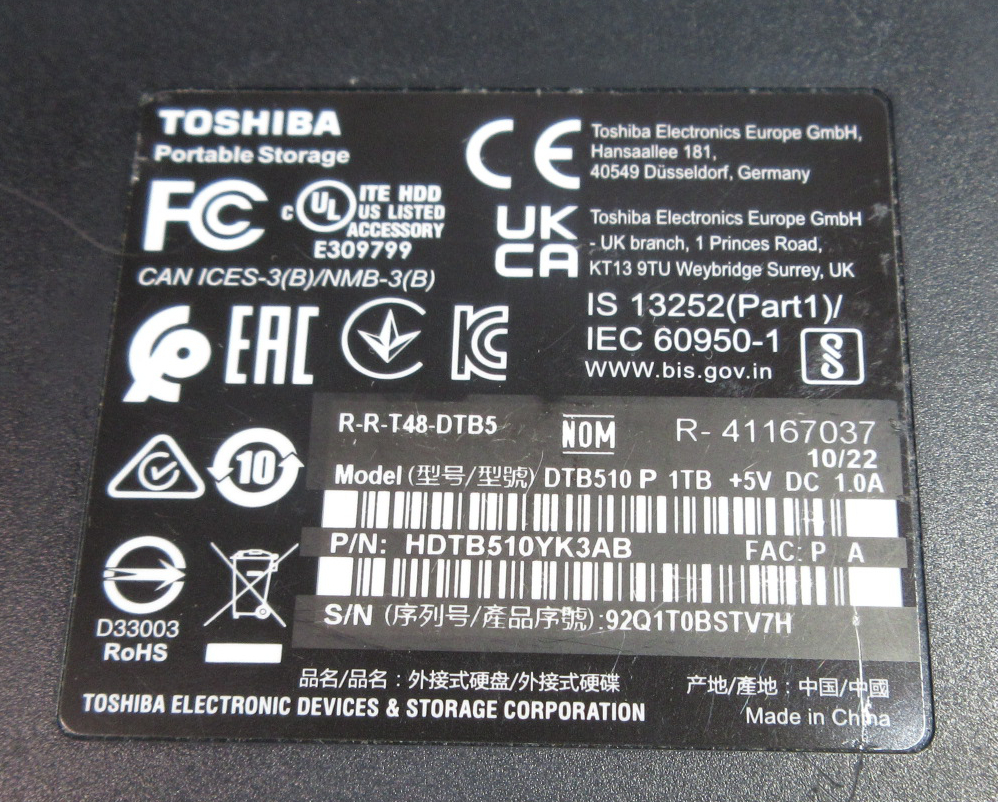 TOSHIBA
Portable Storage
FC
CE
Toshiba Electronics Europe GmbH,
Hansaallee 181,
40549 Düsseldorf, Germany
c UL US LISTED
ITE HDD
ACCESSORY
E309799
CAN ICES-3(B)/NMB-3(B)
UK
CA
Toshiba Electronics Europe GmbH
- UK branch, 1 Princes Road,
KT13 9TU Weybridge Surrey, UK
EAC
IS 13252(Part1)/
IEC 60950-1
www.bis.gov.in
R-R-T48-DTB5
NOM
R- 41167037
10/22
10
Model (型号/型號) DTB510 P 1TB +5V DC 1.0A
P/N: HDTB510YK3AB FAC: P A
S/N (序列号/產品序號):92Q1T0BSTV7H
D33003
RoHS
品名/品名：外接式硬盘/外接式硬碟
产地/產地：中国/中國
TOSHIBA ELECTRONIC DEVICES & STORAGE CORPORATION
Made in China